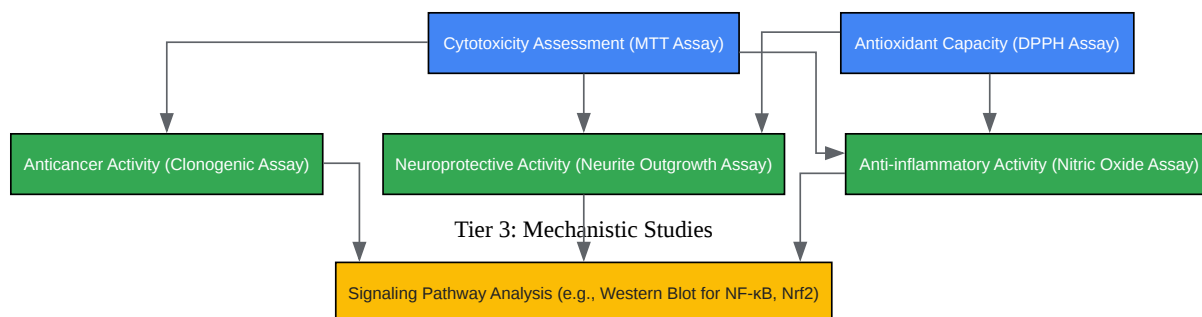 Cytotoxicity Assessment (MTT Assay)
Antioxidant Capacity (DPPH Assay)
Anticancer Activity (Clonogenic Assay)
Neuroprotective Activity (Neurite Outgrowth Assay)
Anti-inflammatory Activity (Nitric Oxide Assay)
Tier 3: Mechanistic Studies
Signaling Pathway Analysis (e.g., Western Blot for NF-κB, Nrf2)